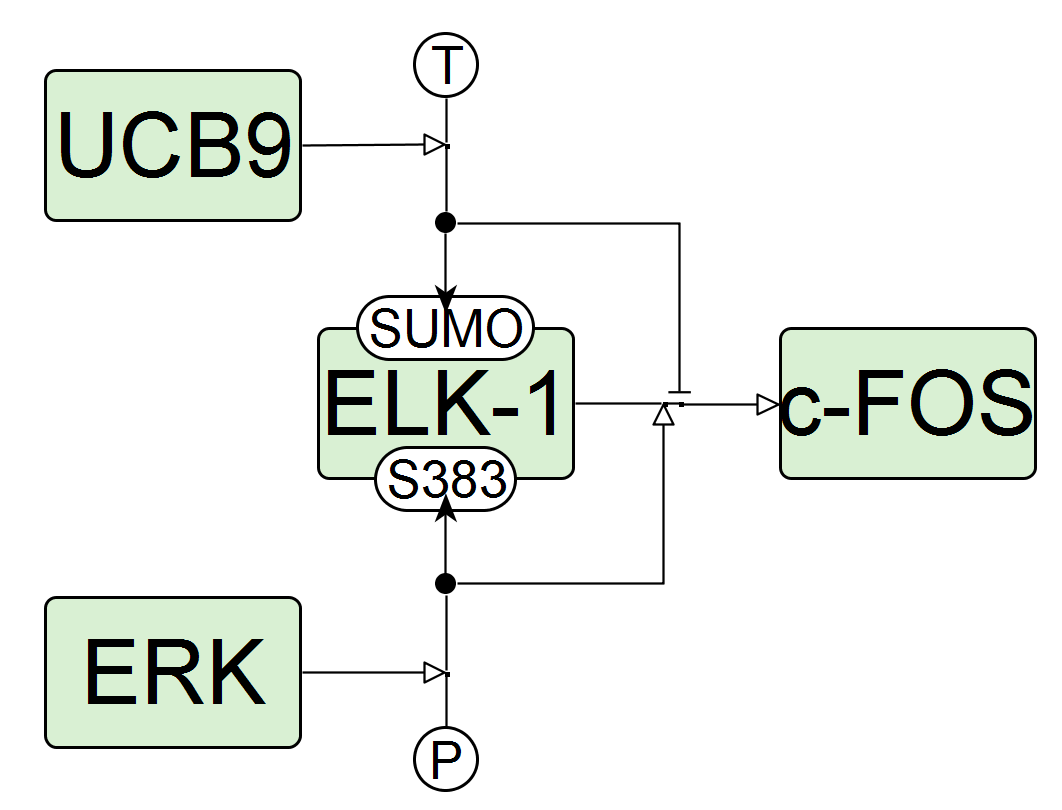 T
UCB9
SUMO
ELK-1
c-FOS
S383
ERK
P